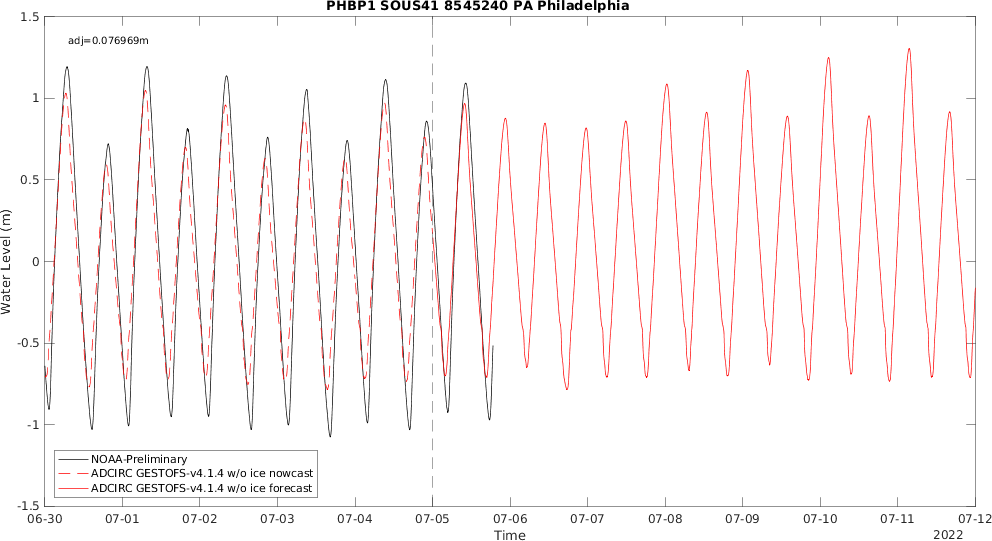 PHBP1 SOUS41 8545240 PA Philadelphia
adj=0.076969m
1.5
1
0.5
0
-0.5
-1
-1.5
Water Level (m)
NOAA-Preliminary
ADCIRC GESTOFS-v4.1.4 w/o ice nowcast
ADCIRC GESTOFS-v4.1.4 w/o ice forecast
06-30 07-01 07-02 07-03 07-04 07-05 07-06 07-07 07-08 07-09 07-10 07-11 07-12
Time
2022